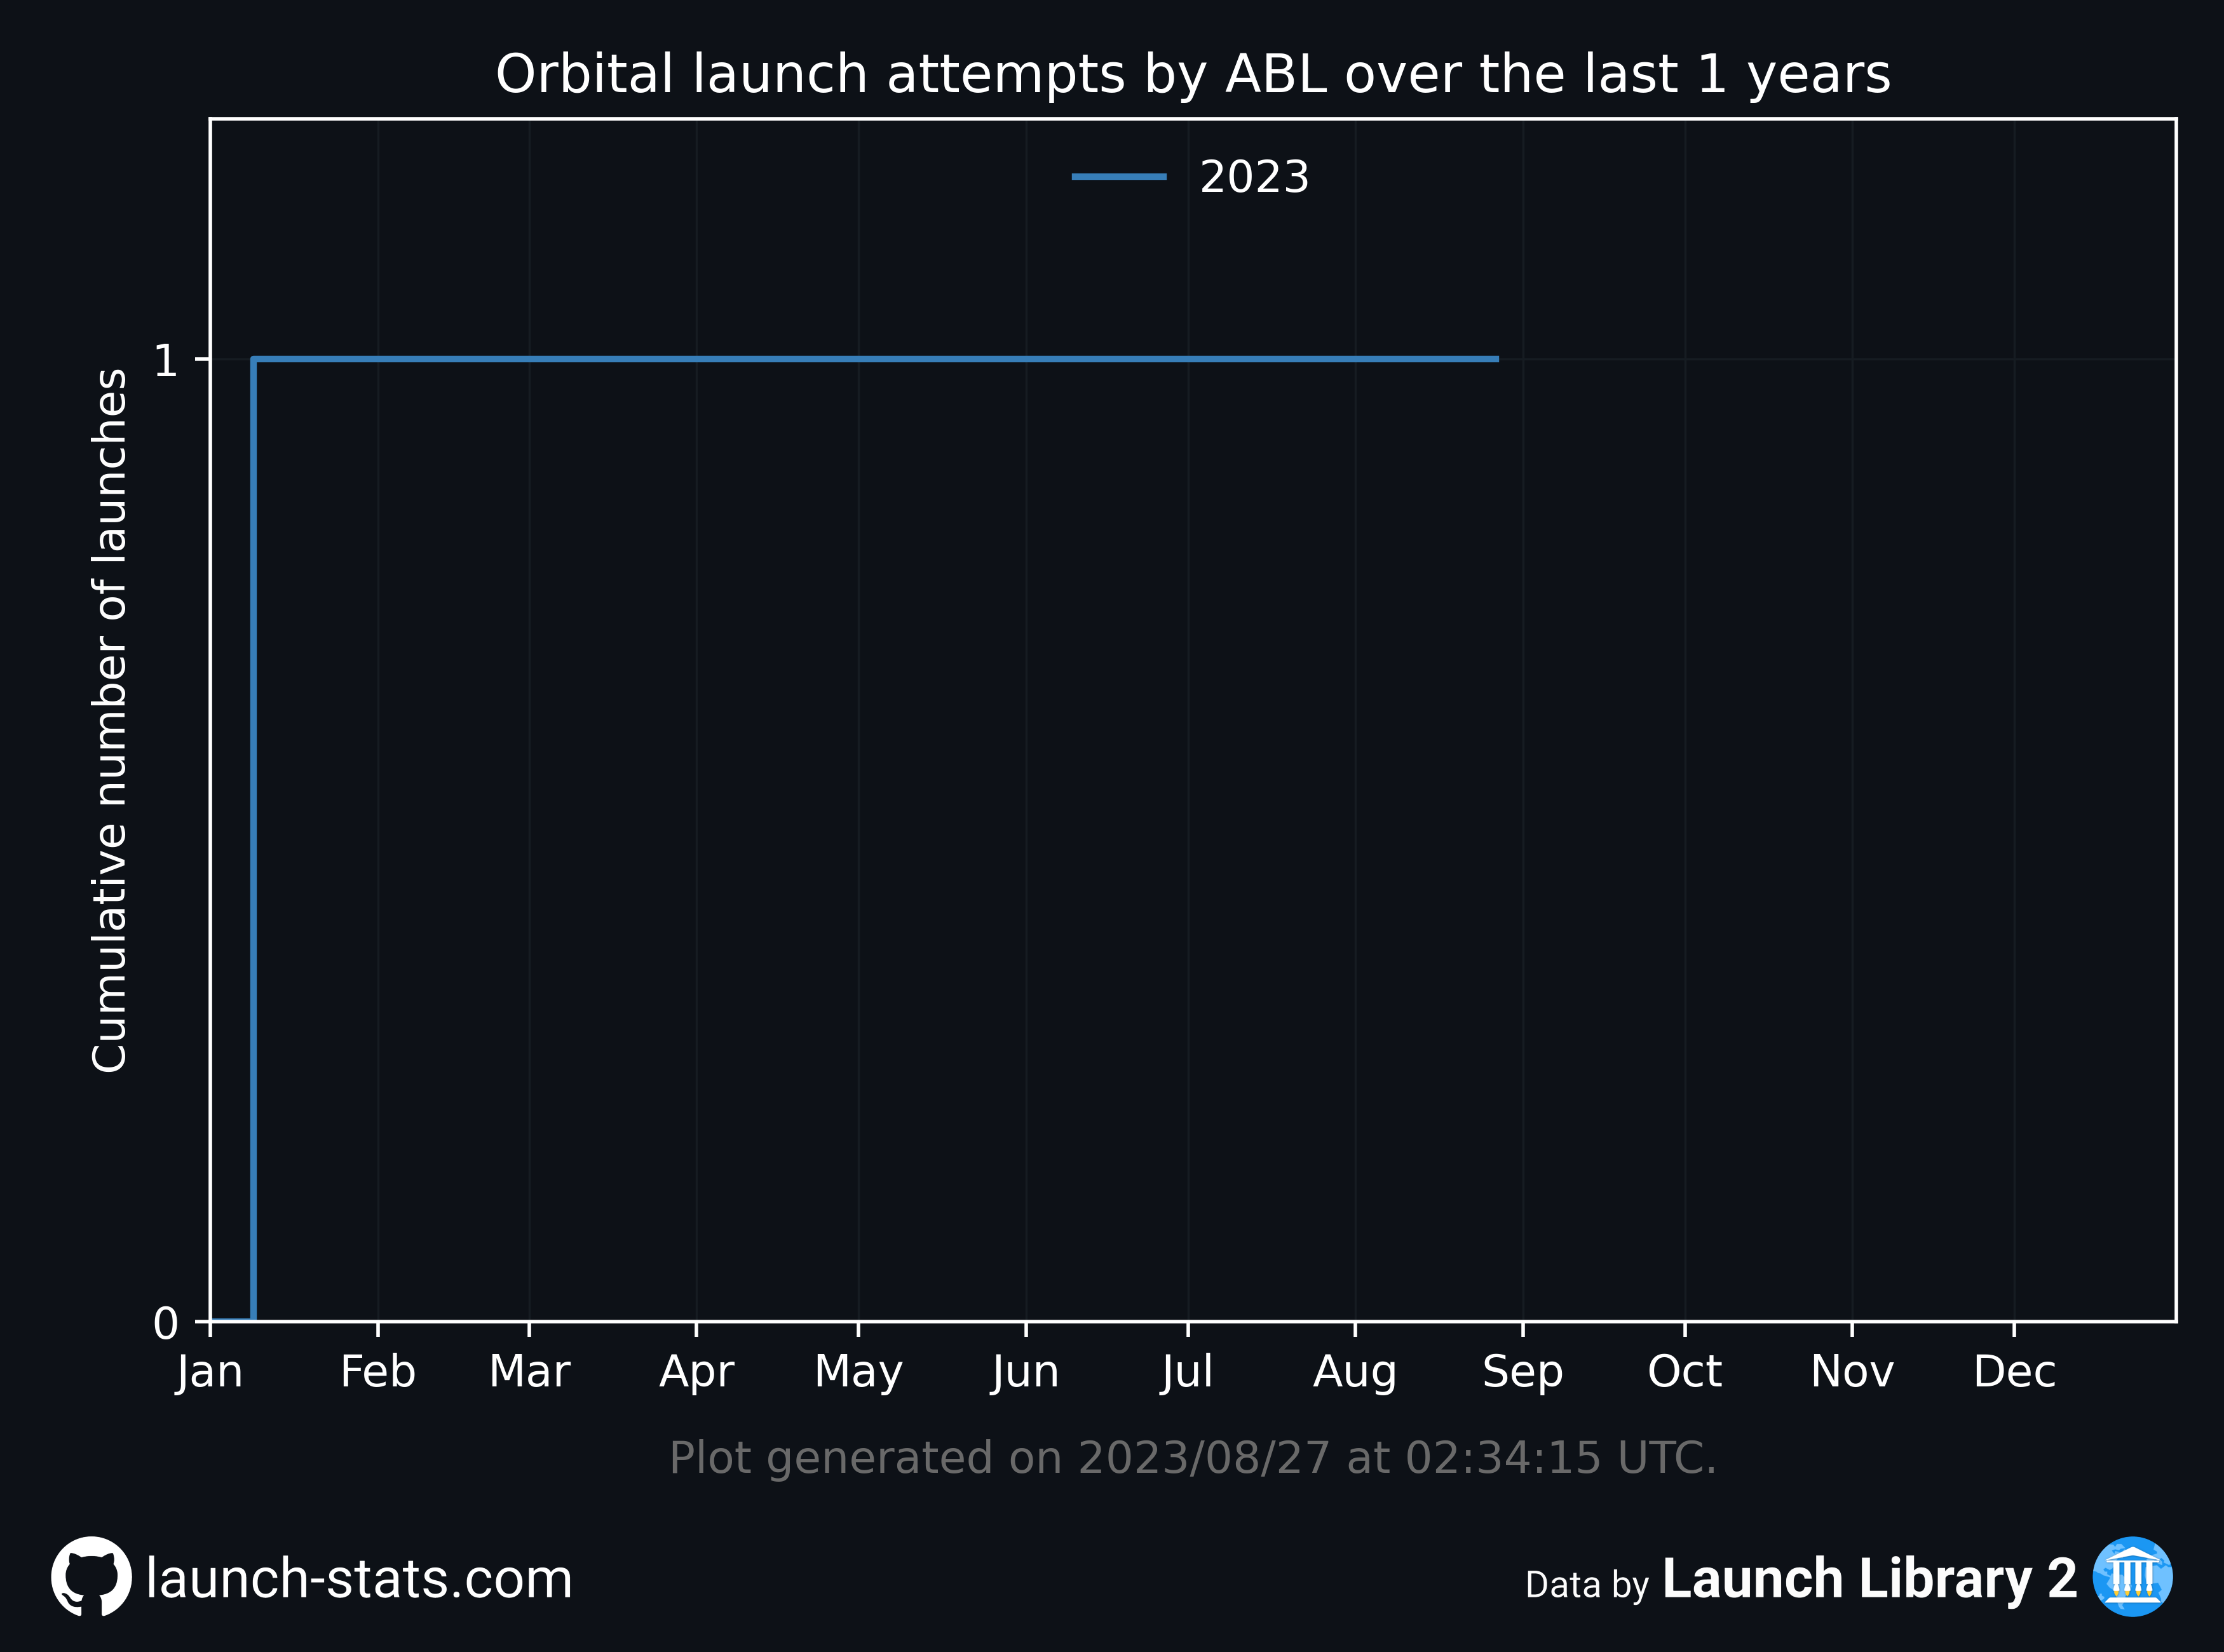 Orbital launch attempts by ABL over the last 1 years
2023
Cumulative number of launches
1
0
Jan Feb Mar Apr May Jun Jul Aug Sep Oct Nov Dec
Plot generated on 2023/08/27 at 02:34:15 UTC.
launch-stats.com
Data by Launch Library 2